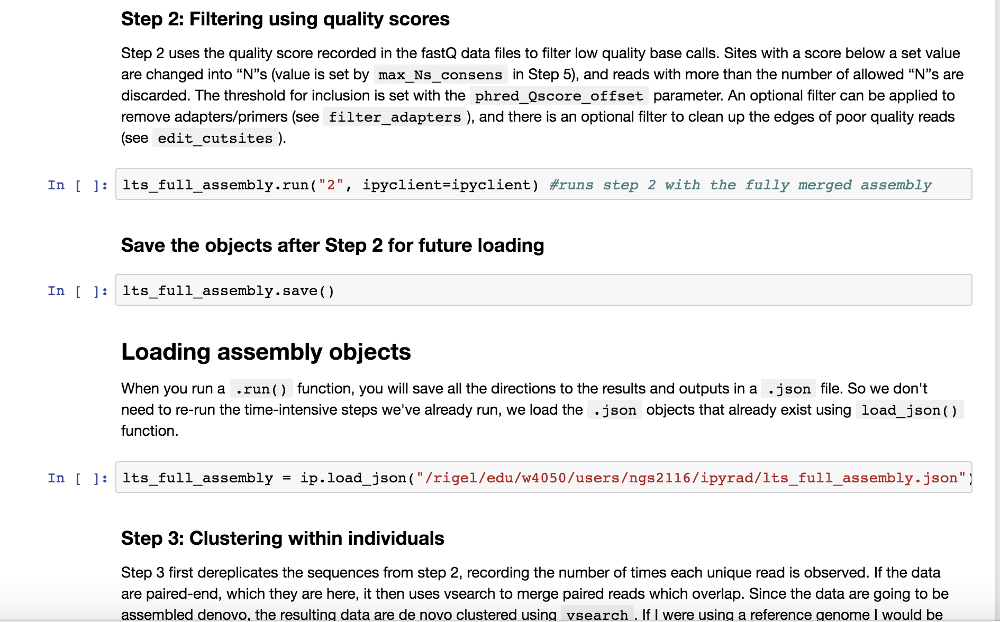 Step 2: Filtering using quality scores
Step 2 uses the quality score recorded in the fastQ data files to filter low quality base calls. Sites with a score below a set value
are changed into “N”s (value is set by max_Ns_consens in Step 5), and reads with more than the number of allowed “N”s are
discarded. The threshold for inclusion is set with the phred_Qscore_offset parameter. An optional filter can be applied to
remove adapters/primers (see filter_adapters ), and there is an optional filter to clean up the edges of poor quality reads
(see edit_cutsites ).
In [ ]: lts_full_assembly.run("2", ipyclient=ipyclient) #runs step 2 with the fully merged assembly
Save the objects after Step 2 for future loading
In [ ]: lts_full_assembly.save()
Loading assembly objects
When you run a .run() function, you will save all the directions to the results and outputs in a .json file. So we don't
need to re-run the time-intensive steps we've already run, we load the .json objects that already exist using load_json()
function.
In [ ]: lts_full_assembly = ip.load_json("/rigel/edu/w4050/users/ngs2116/ipyrad/lts_full_assembly.json")
Step 3: Clustering within individuals
Step 3 first dereplicates the sequences from step 2, recording the number of times each unique read is observed. If the data
are paired-end, which they are here, it then uses vsearch to merge paired reads which overlap. Since the data are going to be
assembled denovo, the resulting data are de novo clustered using vsearch . If I were using a reference genome I would be